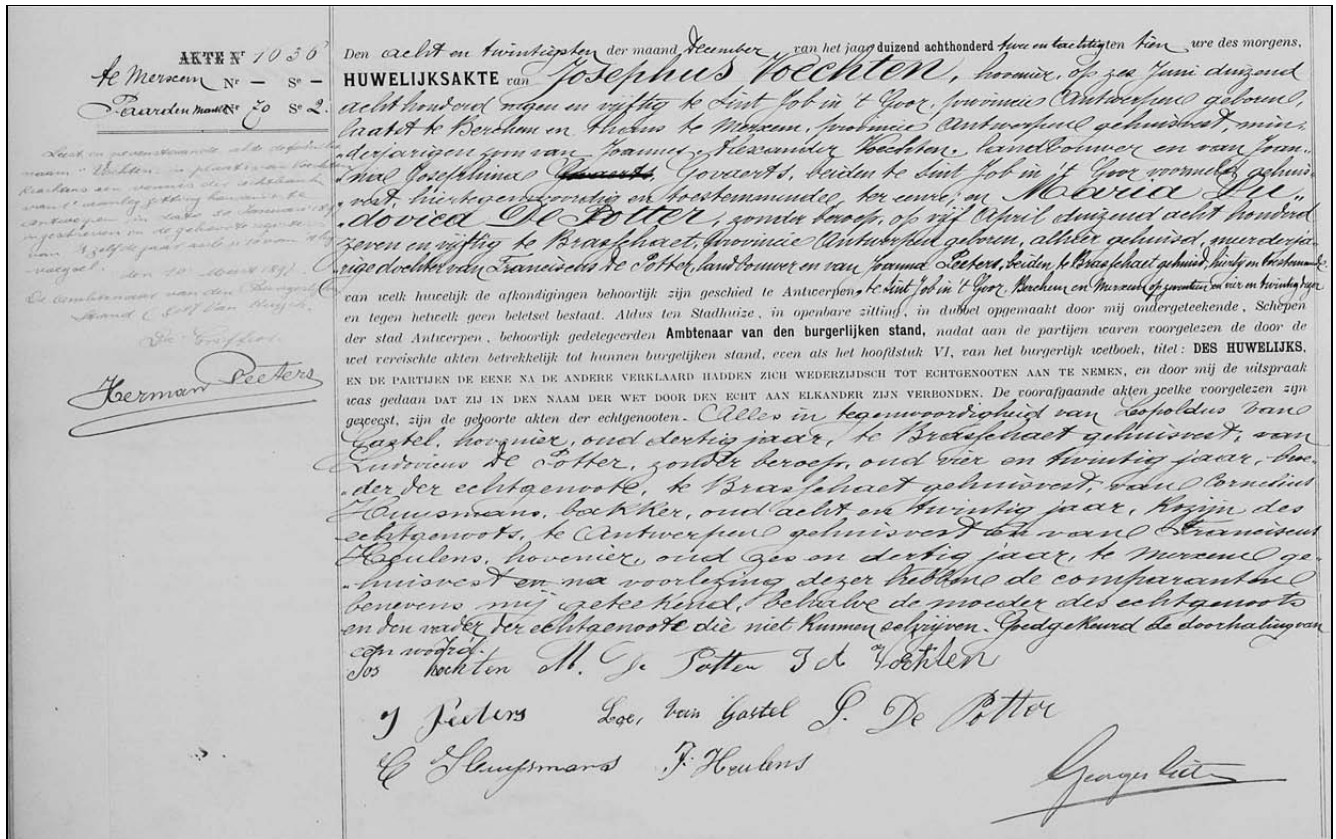 AKTE Nr 1036
te Merxem Nr — Se —
Paardenmarkt Nr 70 Se 2.
Den acht en twintigsten der maand December, van het jaar duizend achthonderd twee en tachtig ten tien ure des morgens,
HUWELIJKSAKTE van Josephus Voechten, hovenier, op zes Juni duizend
achthonderd negen en vijftig te Sint Job in 't Goor, provincie Antwerpen geboren,
laatst te Berchem en thans te Merxem, provincie Antwerpen gehuisvest, min-
derjarigen zoon van Joannes Alexander Voechten, landbouwer en van Joan-
na Josephina Govaerts, beiden te Sint Job in 't Goor gehuis-
vest, hiertegenwoordig en toestemmende, ter eenre; en Maria Lu-
dovica De Potter, zonder beroep, op vijf April duizend acht honderd
zeven en vijftig te Brasschaet, provincie Antwerpen geboren, alhier gehuisd, meerderja-
rige dochter van Franciscus De Potter, landbouwer en van Joanna Peeters, beiden te Brasschaet gehuisd, hiertg en toestemmende
van welk huwelijk de afkondigingen behoorlijk zijn geschied te Antwerpen, te Sint Job in 't Goor, Berchem en Merxem op zeventien en vier en twintig dezer
en tegen hetwelk geen beletsel bestaat. Aldus ten Stadhuize, in openbare zitting, in dubbel opgemaakt door mij ondergeteekende, Schepen
der stad Antwerpen, behoorlijk gedelegeerden Ambtenaar van den burgerlijken stand, nadat aan de partijen waren voorgelezen de door de
wet vereischte akten betrekkelijk tot hunnen burgelijken stand, even als het hoofdstuk VI, van het burgerlijk wetboek, titel: DES HUWELIJKS,
EN DE PARTIJEN DE EENE NA DE ANDERE VERKLAARD HADDEN ZICH WEDERZIJDSCH TOT ECHTGENOOTEN AAN TE NEMEN, en door mij de uitspraak
was gedaan DAT ZIJ IN DEN NAAM DER WET DOOR DEN ECHT AAN ELKANDER ZIJN VERBONDEN. De voorafgaande akten welke voorgelezen zijn
geweest, zijn de geboorte akten der echtgenooten. Alles in tegenwoordigheid van Leopoldus Van
Gastel, hovenier, oud dertig jaar, te Brasschaet gehuisvest, van
Ludovicus De Potter, zonder beroep, oud vier en twintig jaar, broe-
der der echtgenoote, te Brasschaet gehuisvest, van Cornelius
Huysmans, bakker, oud acht en twintig jaar, kozijn des
echtgenoots, te Antwerpen gehuisvest en van Franciscus
Heulens, hovenier, oud zes en dertig jaar, te Merxem ge-
huisvest en na voorlezing dezer hebben de comparanten
benevens mij geteekend, behalve de moeder des echtgenoots
en den vader der echtgenoote die niet kunnen schrijven. Goedgekeurd de doorhaling van
een woord.
Jos Vochten M. De Potter J A Vochten
J Peeters Leo, Van Gastel L. De Potter
C Huysmans F. Heulens
Herman Peeters